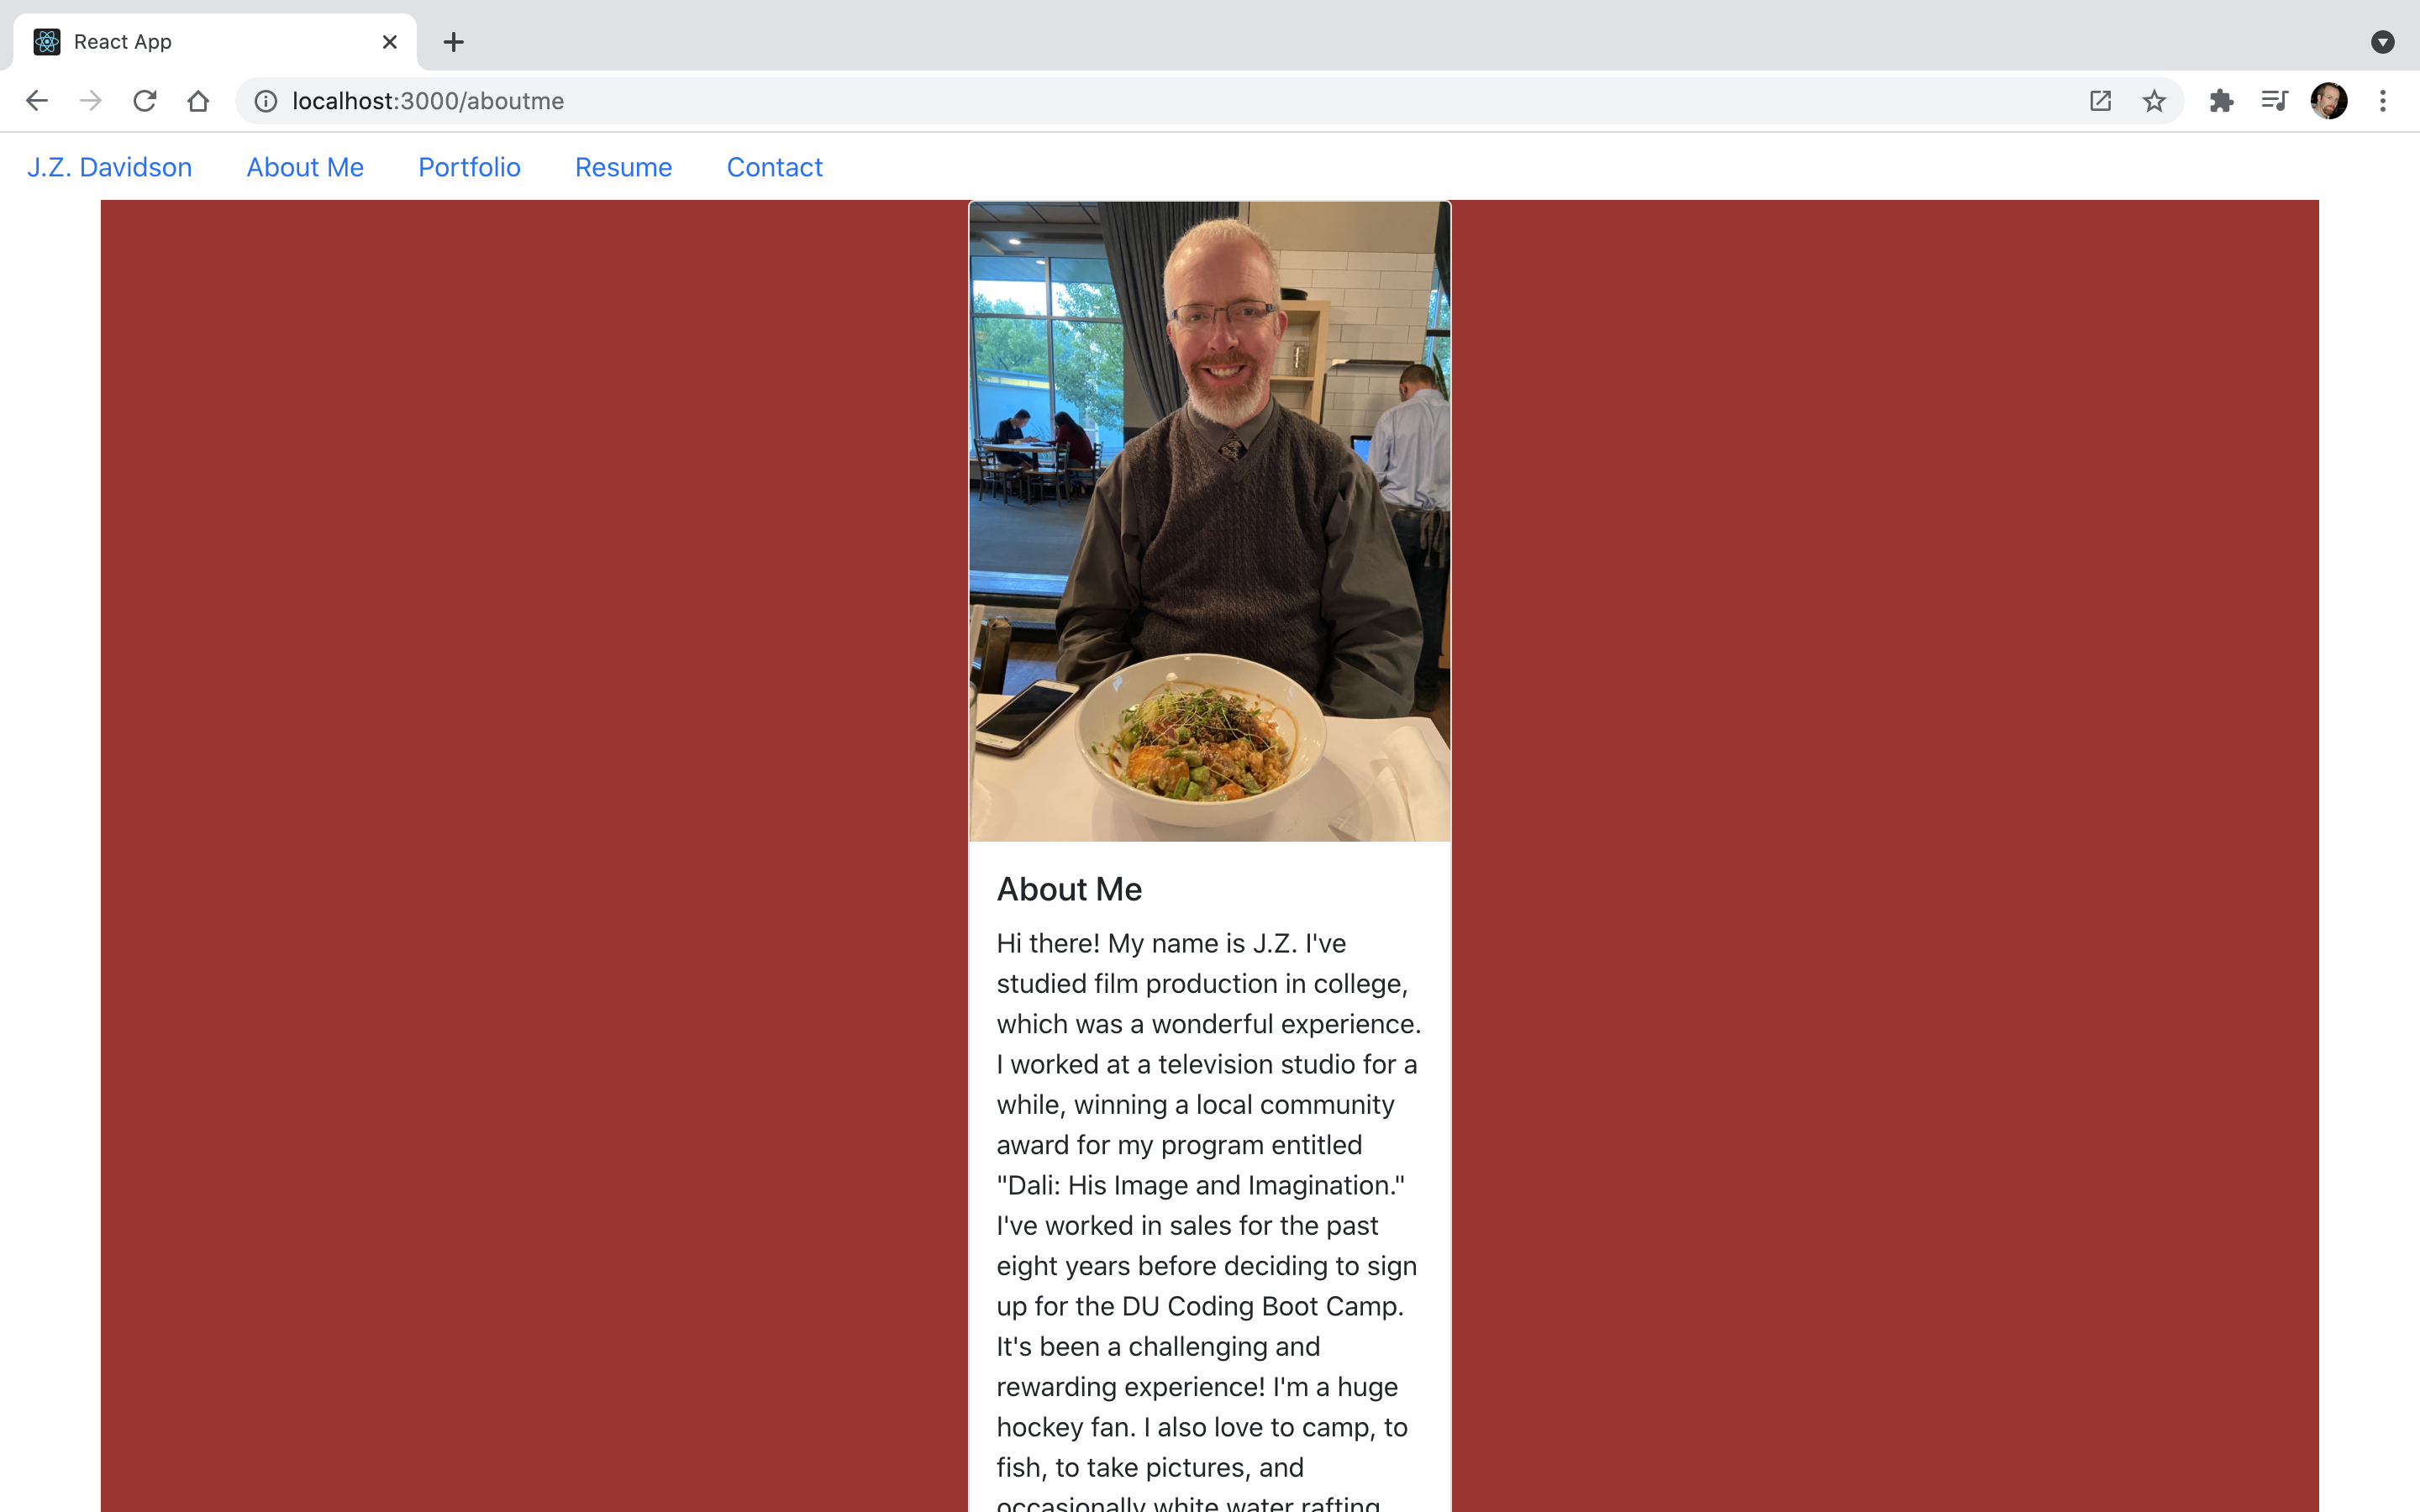 React App
localhost:3000/aboutme
J.Z. Davidson About Me Portfolio Resume Contact
About Me
Hi there! My name is J.Z. I've
studied film production in college,
which was a wonderful experience.
I worked at a television studio for a
while, winning a local community
award for my program entitled
"Dali: His Image and Imagination."
I've worked in sales for the past
eight years before deciding to sign
up for the DU Coding Boot Camp.
It's been a challenging and
rewarding experience! I'm a huge
hockey fan. I also love to camp, to
fish, to take pictures, and
occasionally white water rafting